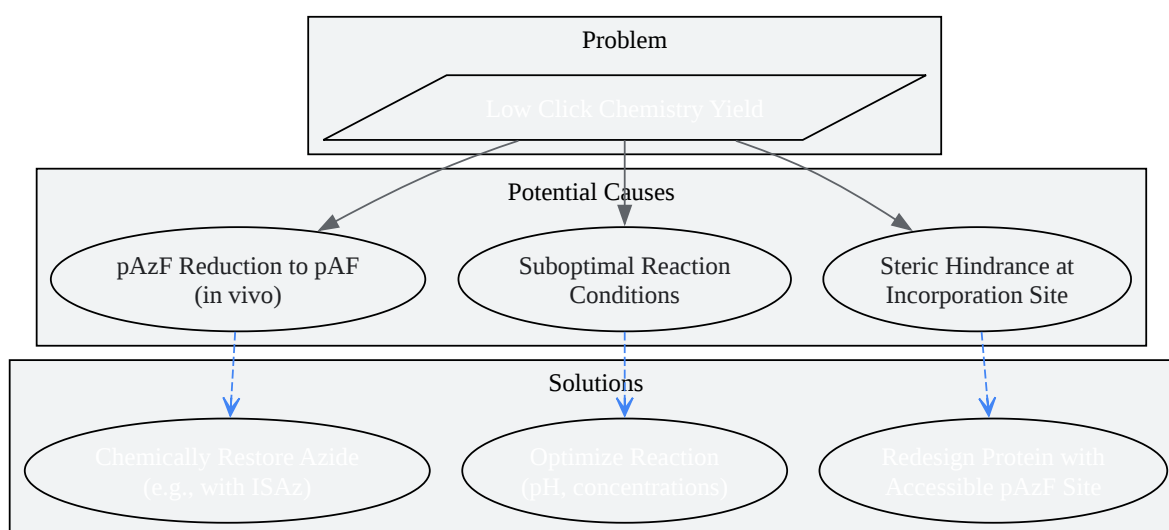 Problem
Low Click Chemistry Yield
Potential Causes
pAzF Reduction to pAF
(in vivo)
Suboptimal Reaction
Conditions
Steric Hindrance at
Incorporation Site
Solutions
Chemically Restore Azide
(e.g., with ISAz)
Optimize Reaction
(pH, concentrations)
Redesign Protein with
Accessible pAzF Site